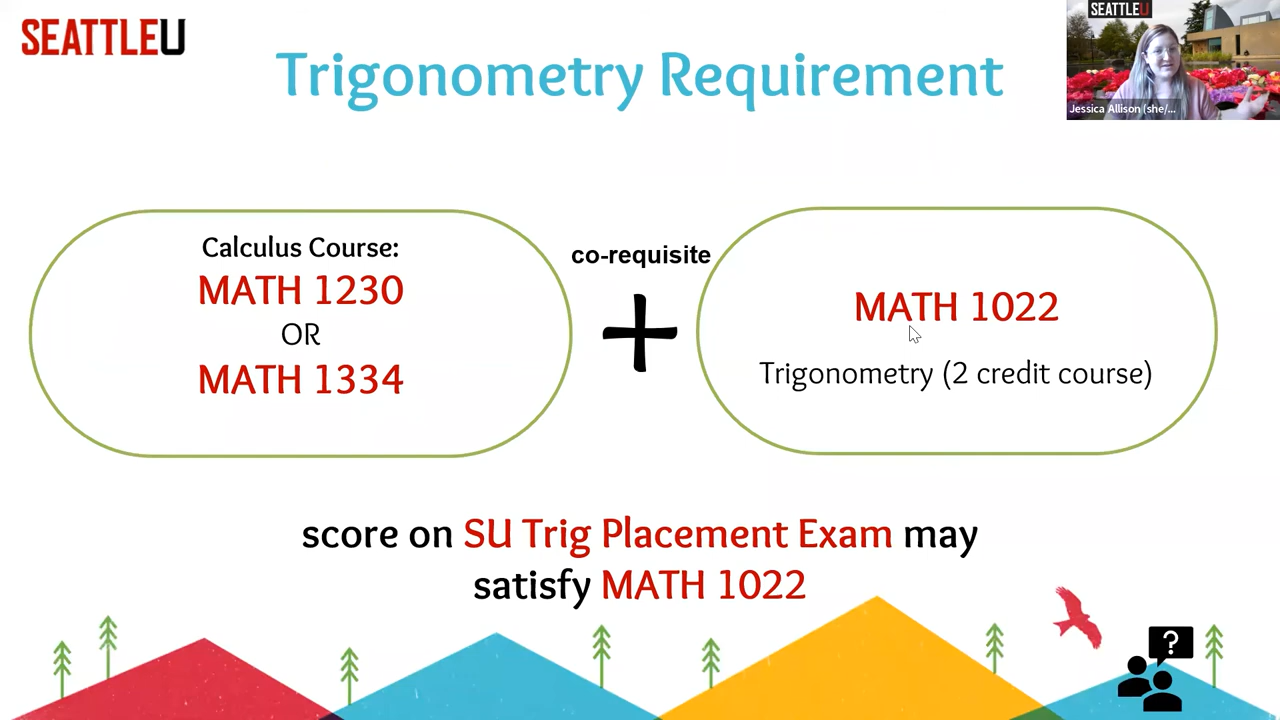 SEATTLEU
Trigonometry Requirement
SEATTLEU
Jessica Allison (she/...
Calculus Course:
MATH 1230
OR
MATH 1334
co-requisite
+
MATH 1022
Trigonometry (2 credit course)
score on SU Trig Placement Exam may
satisfy MATH 1022
?